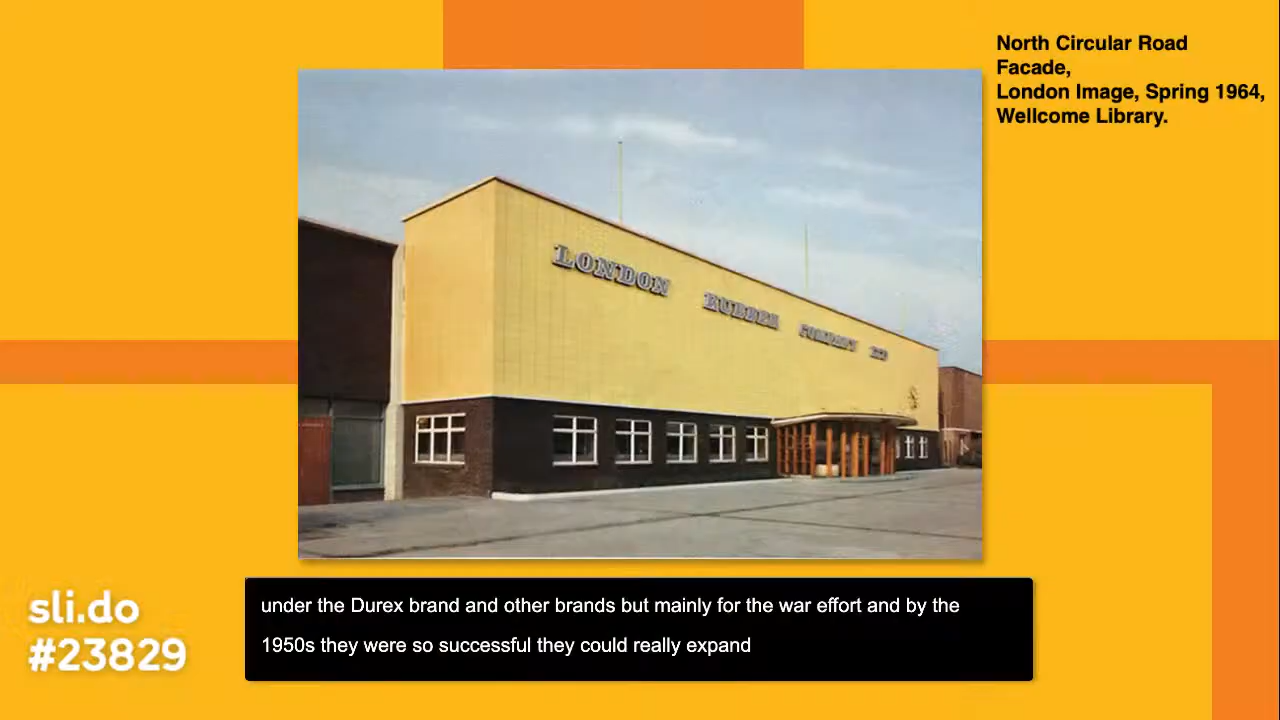 North Circular Road
Facade,
London Image, Spring 1964,
Wellcome Library.
LONDON RUBBER COMPANY LTD
under the Durex brand and other brands but mainly for the war effort and by the
1950s they were so successful they could really expand
sli.do
#23829